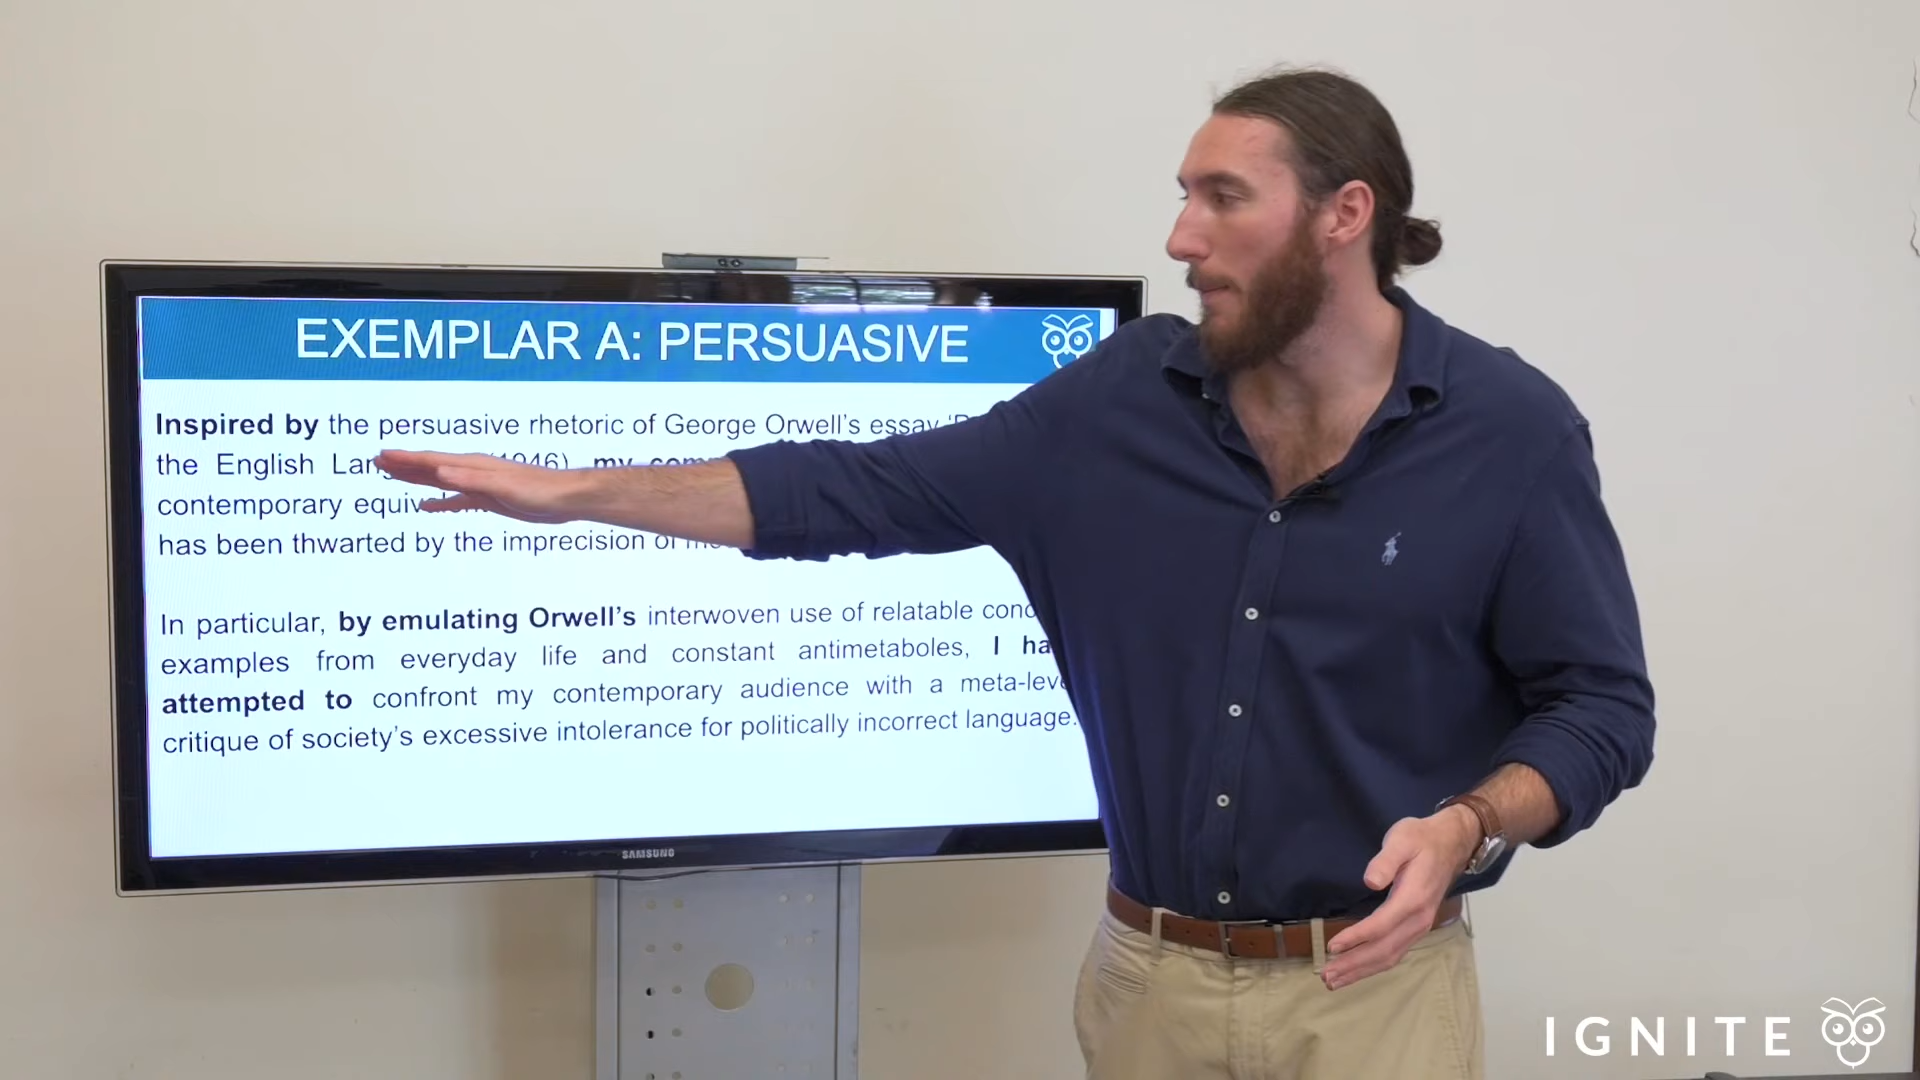 EXEMPLAR A: PERSUASIVE
Inspired by the persuasive rhetoric of George Orwell's essay
the English (1946), my
contemporary
has been thwarted by the imprecision of
In particular, by emulating Orwell's interwoven use of relatable
examples from everyday life and constant antimetaboles, I
attempted to confront my contemporary audience with a
critique of society's excessive intolerance for politically incorrect language.
SAMSUNG
IGNITE